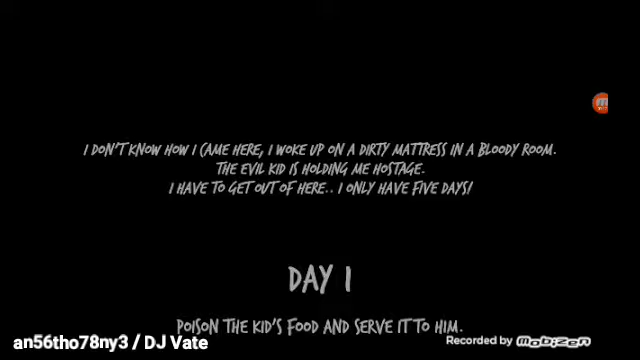 I DON'T KNOW HOW I CAME HERE, I WOKE UP ON A DIRTY MATTRESS IN A BLOODY ROOM.
THE EVIL KID IS HOLDING ME HOSTAGE.
I HAVE TO GET OUT OF HERE.. I ONLY HAVE FIVE DAYS!
DAY 1
POISON THE KID'S FOOD AND SERVE IT TO HIM.
an56tho78ny3 / DJ Vate
Recorded by mobizen